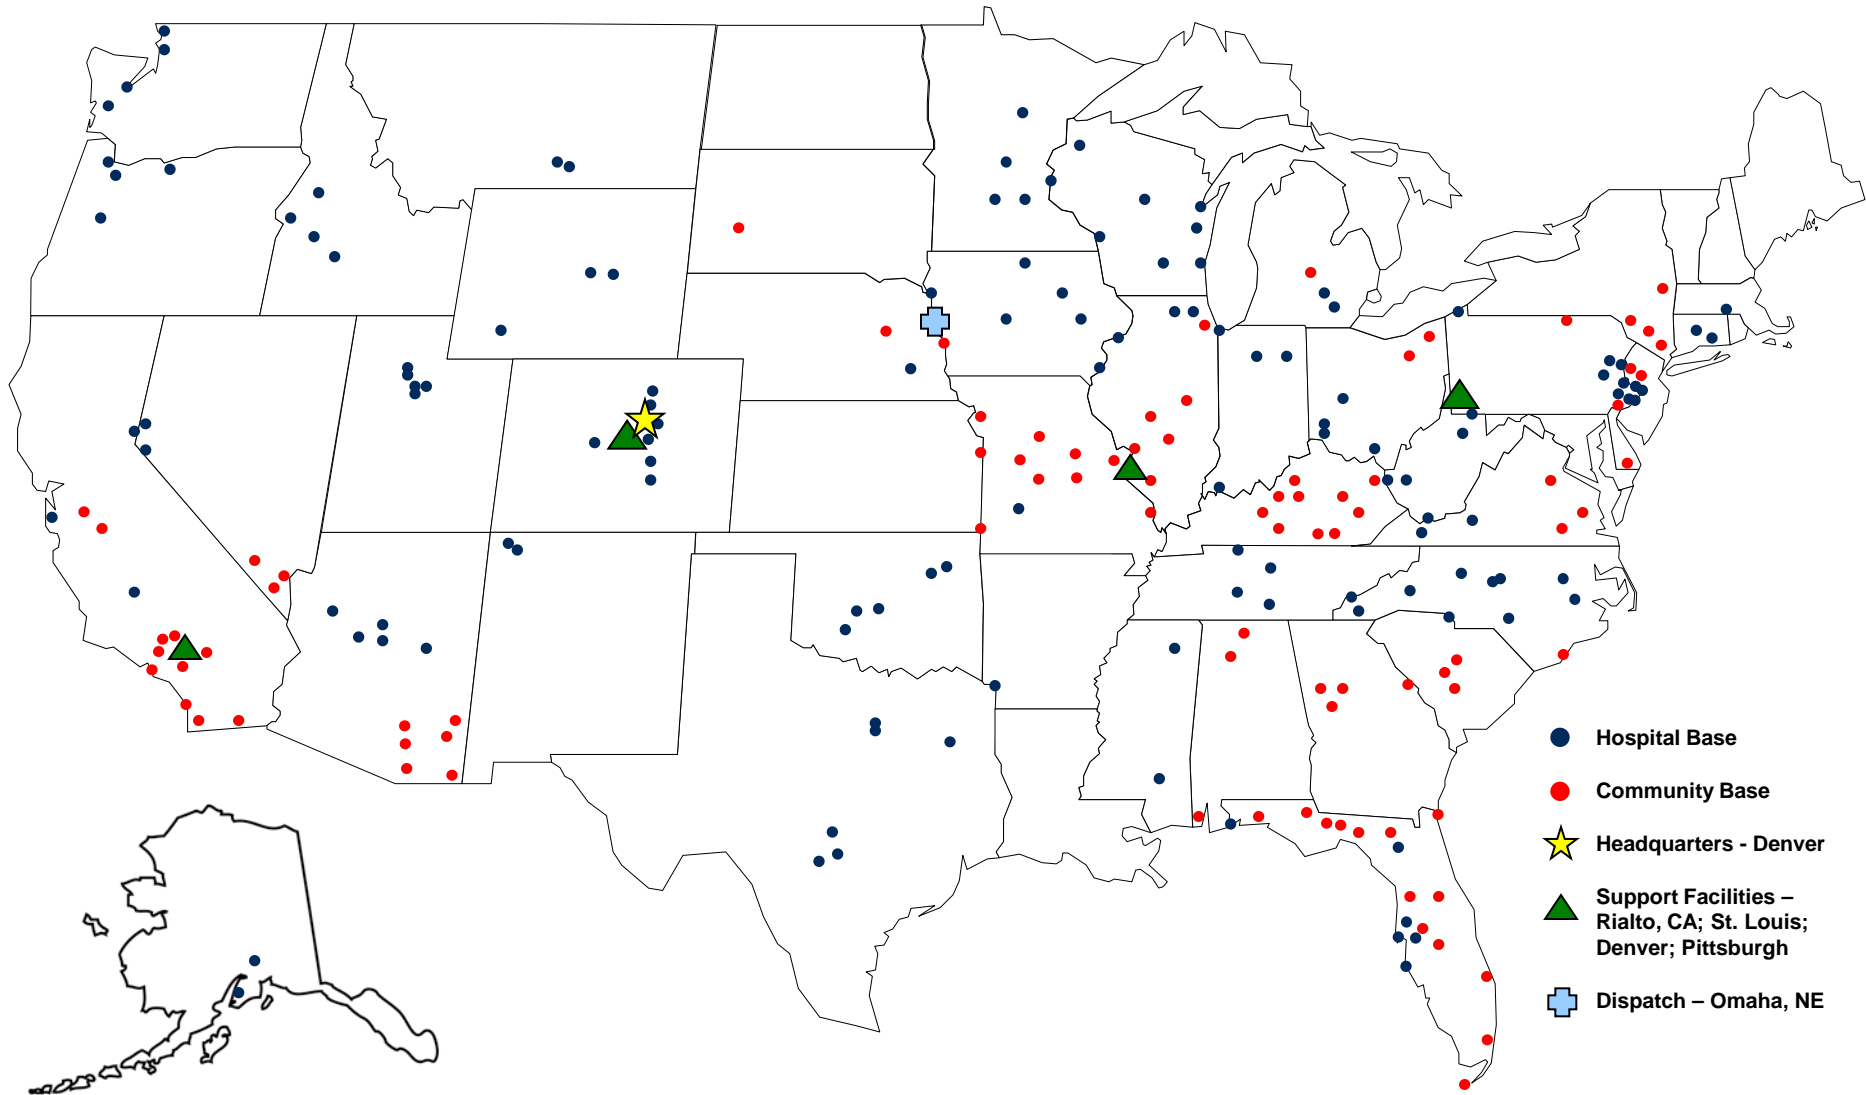 Hospital Base
Community Base
Headquarters - Denver
Support Facilities –
Rialto, CA; St. Louis;
Denver; Pittsburgh
Dispatch – Omaha, NE